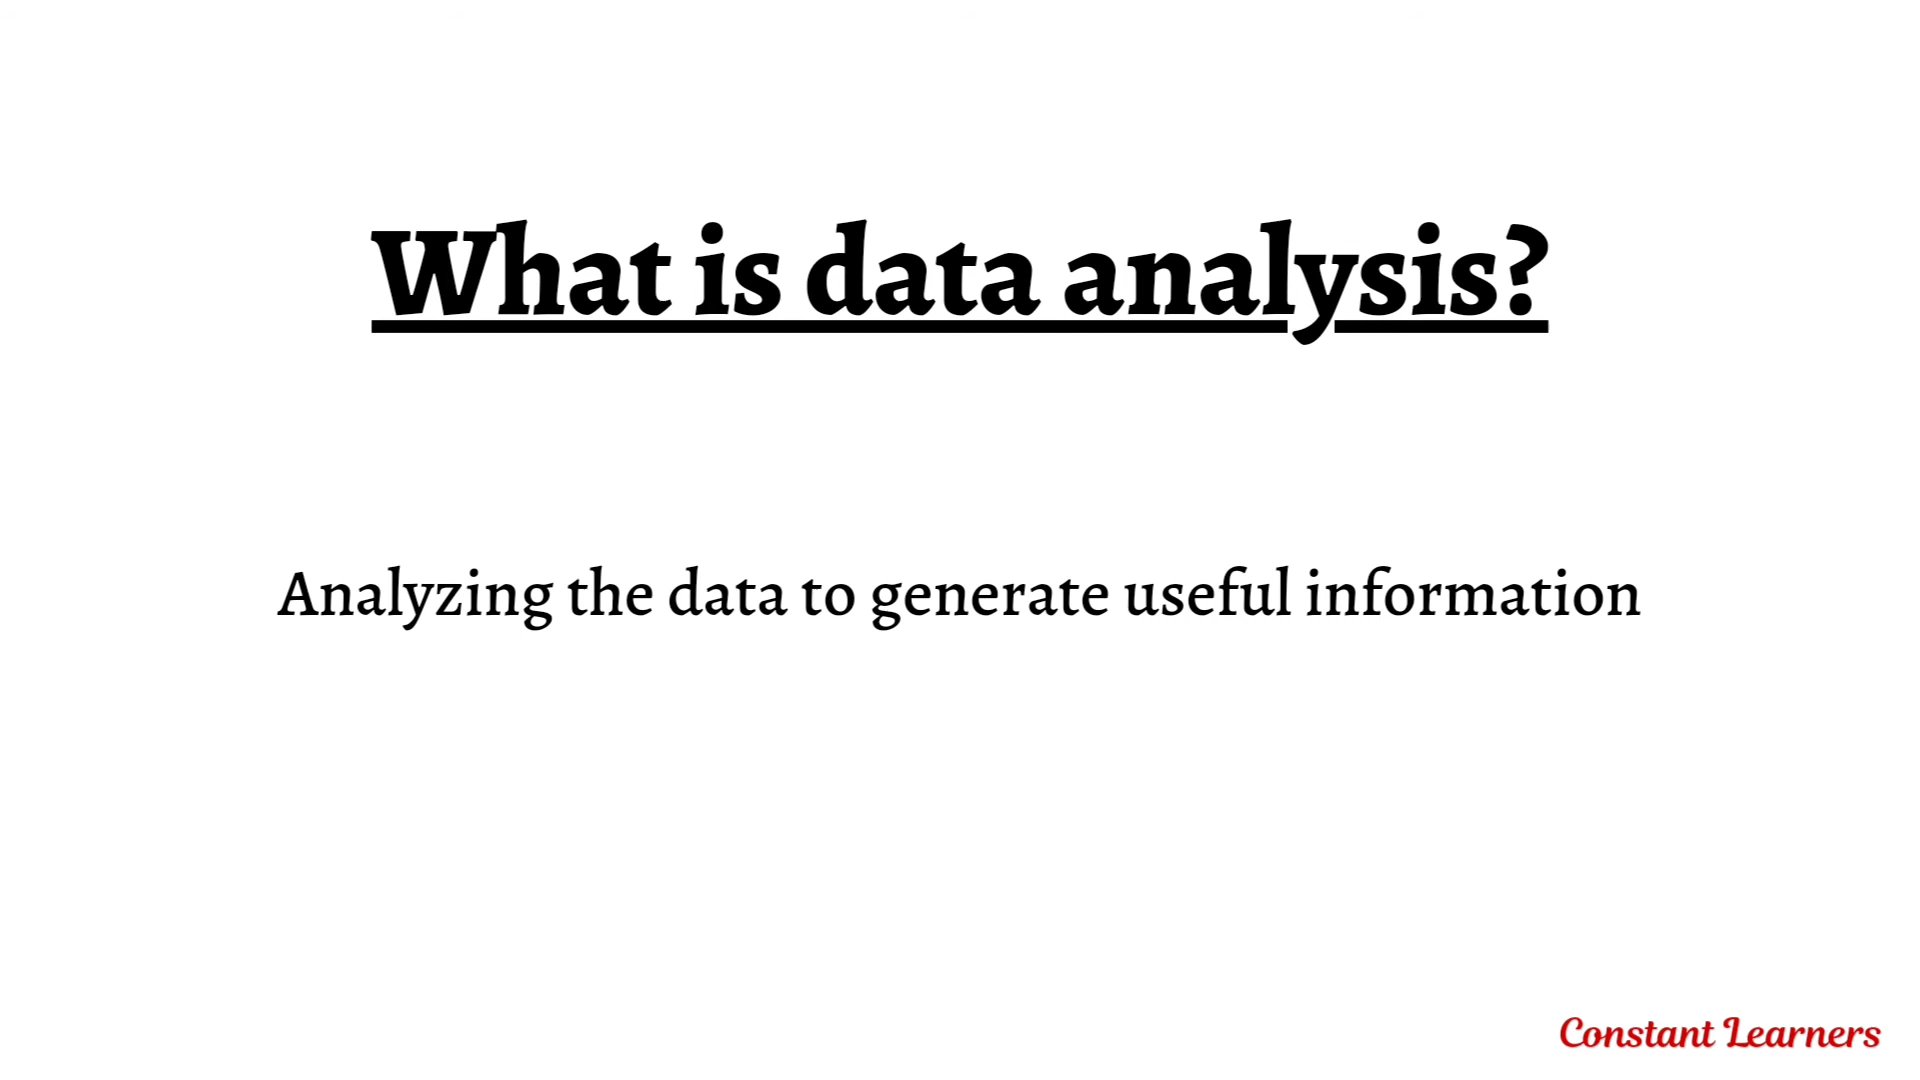 What is data analysis?
Analyzing the data to generate useful information
Constant Learners